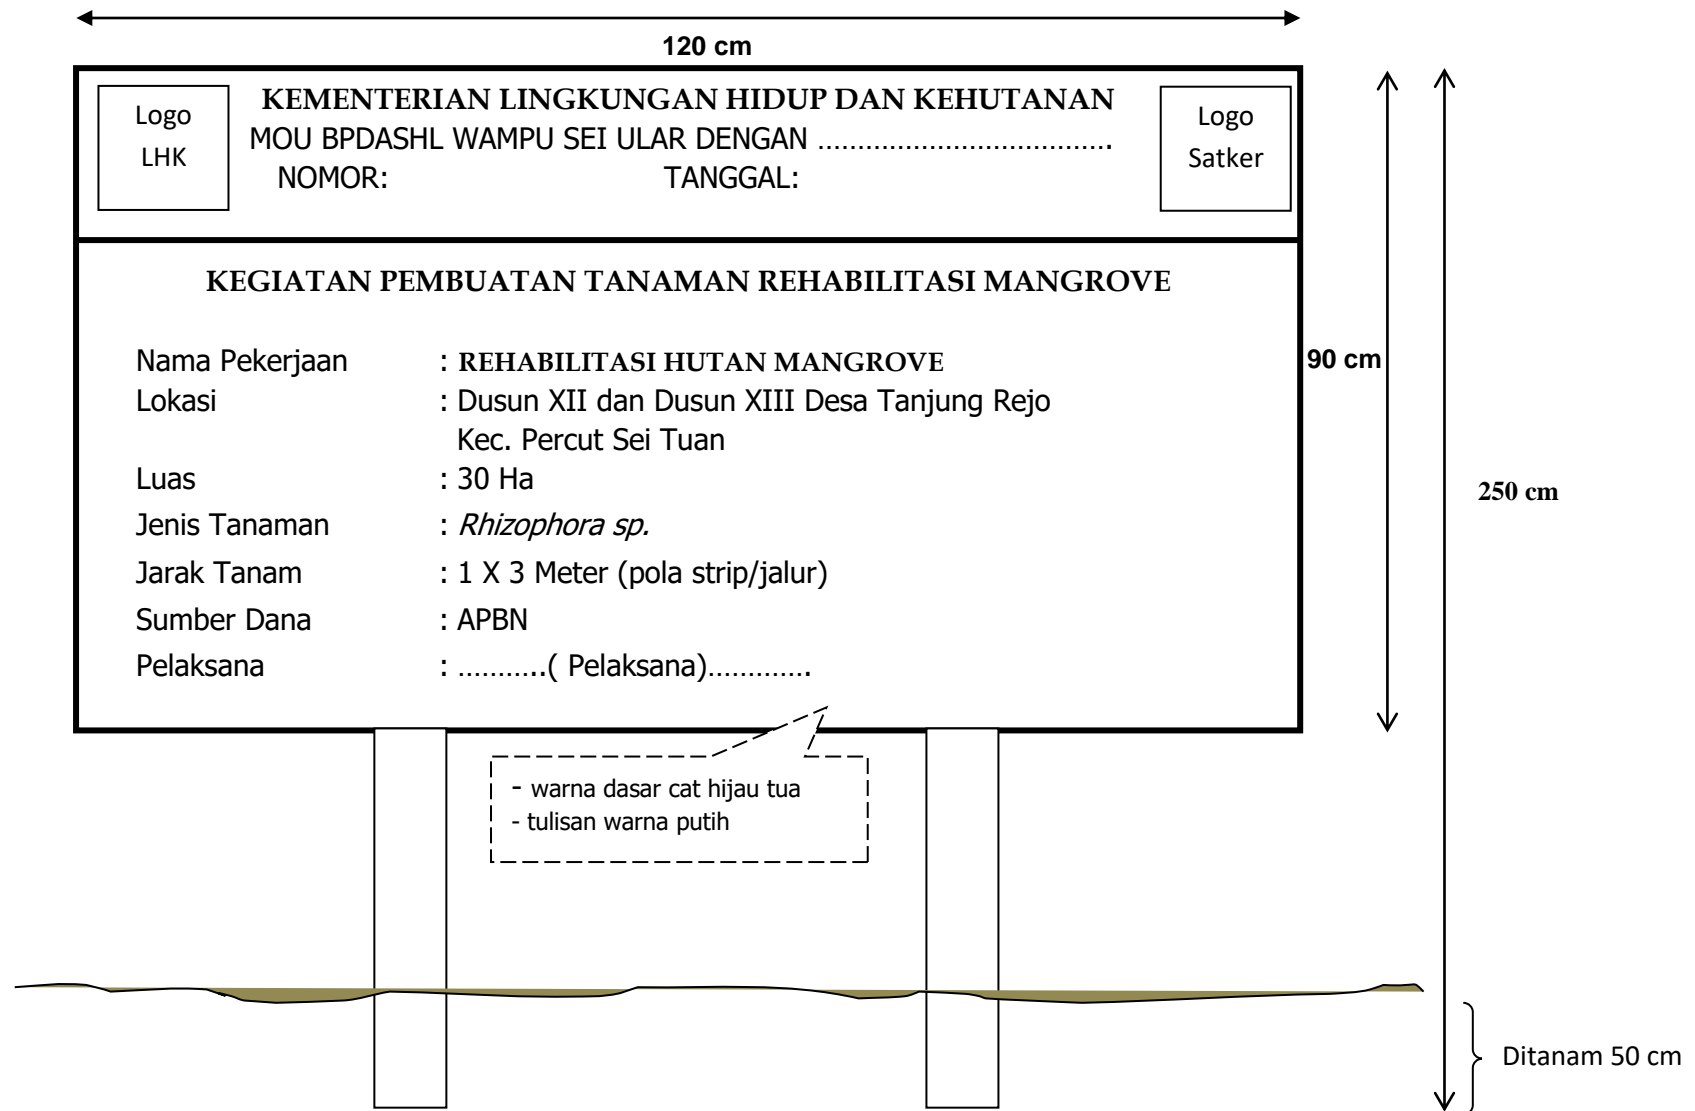 120 cm
Logo
LHK
KEMENTERIAN LINGKUNGAN HIDUP DAN KEHUTANAN
MOU BPDASHL WAMPU SEI ULAR DENGAN ................................
NOMOR: TANGGAL:
Logo
Satker
KEGIATAN PEMBUATAN TANAMAN REHABILITASI MANGROVE
Nama Pekerjaan : REHABILITASI HUTAN MANGROVE
Lokasi : Dusun XII dan Dusun XIII Desa Tanjung Rejo
Kec. Percut Sei Tuan
Luas : 30 Ha
Jenis Tanaman : Rhizophora sp.
Jarak Tanam : 1 X 3 Meter (pola strip/jalur)
Sumber Dana : APBN
Pelaksana : ………..( Pelaksana)………….
90 cm
250 cm
- warna dasar cat hijau tua
- tulisan warna putih
Ditanam 50 cm